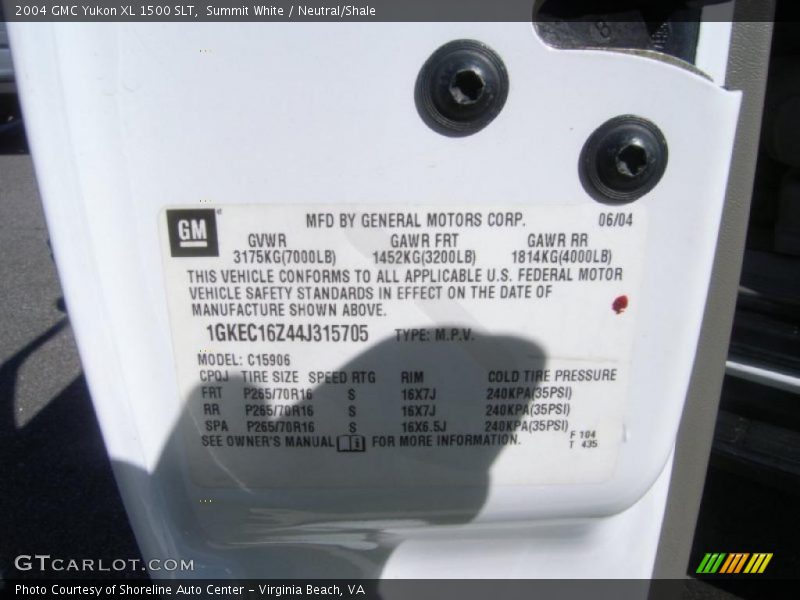 2004 GMC Yukon XL 1500 SLT, Summit White / Neutral/Shale
8
GM
MFD BY GENERAL MOTORS CORP. 06/04
GVWR GAWR FRT GAWR RR
3175KG(7000LB) 1452KG(3200LB) 1814KG(4000LB)
THIS VEHICLE CONFORMS TO ALL APPLICABLE U.S. FEDERAL MOTOR
VEHICLE SAFETY STANDARDS IN EFFECT ON THE DATE OF
MANUFACTURE SHOWN ABOVE.
1GKEC16Z44J315705 TYPE: M.P.V.
MODEL: C15906
CPQJ TIRE SIZE SPEED RTG RIM COLD TIRE PRESSURE
FRT P265/70R16 S 16X7J 240KPA(35PSI)
RR P265/70R16 S 16X7J 240KPA(35PSI)
SPA P265/70R16 S 16X6.5J 240KPA(35PSI)
SEE OWNER'S MANUAL FOR MORE INFORMATION.
F 104
T 435
GTCARLOT.COM
Photo Courtesy of Shoreline Auto Center - Virginia Beach, VA